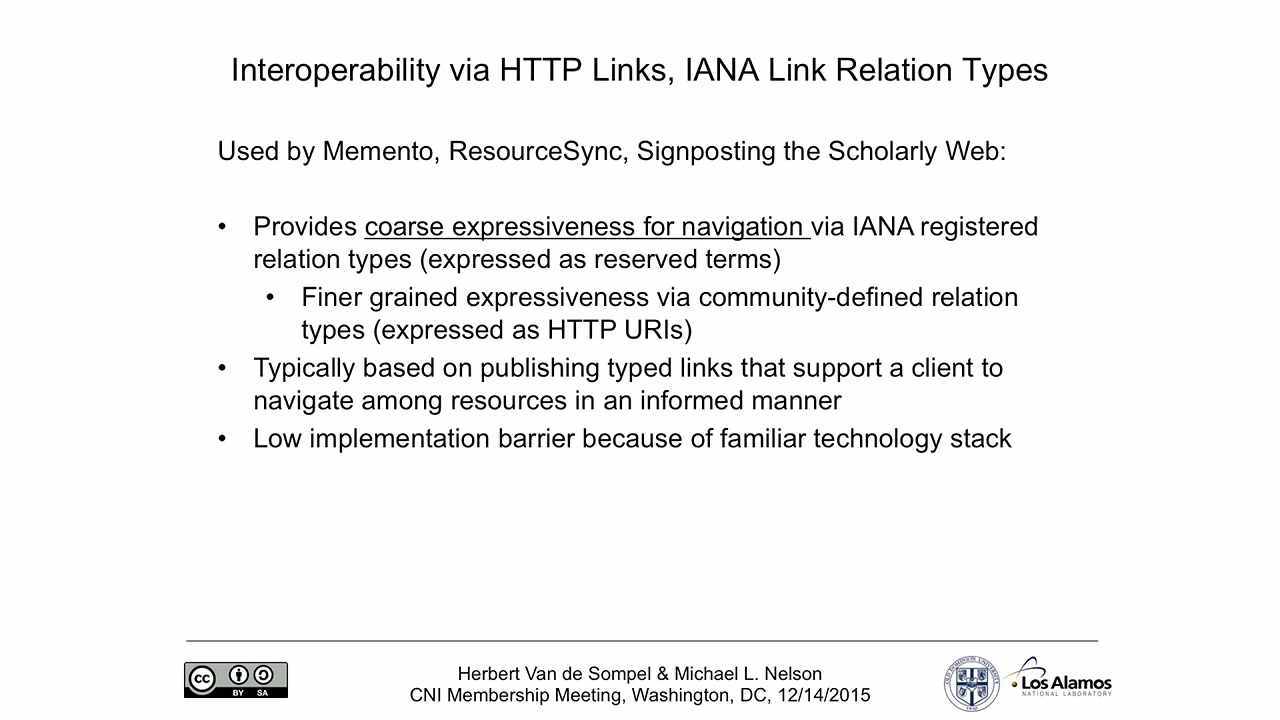 Interoperability via HTTP Links, IANA Link Relation Types
Used by Memento, ResourceSync, Signposting the Scholarly Web:
• Provides coarse expressiveness for navigation via IANA registered
relation types (expressed as reserved terms)
• Finer grained expressiveness via community-defined relation
types (expressed as HTTP URIs)
• Typically based on publishing typed links that support a client to
navigate among resources in an informed manner
• Low implementation barrier because of familiar technology stack
cc
BY SA
Herbert Van de Sompel & Michael L. Nelson
CNI Membership Meeting, Washington, DC, 12/14/2015
OLD DOMINION UNIVERSITY
Los Alamos
NATIONAL LABORATORY